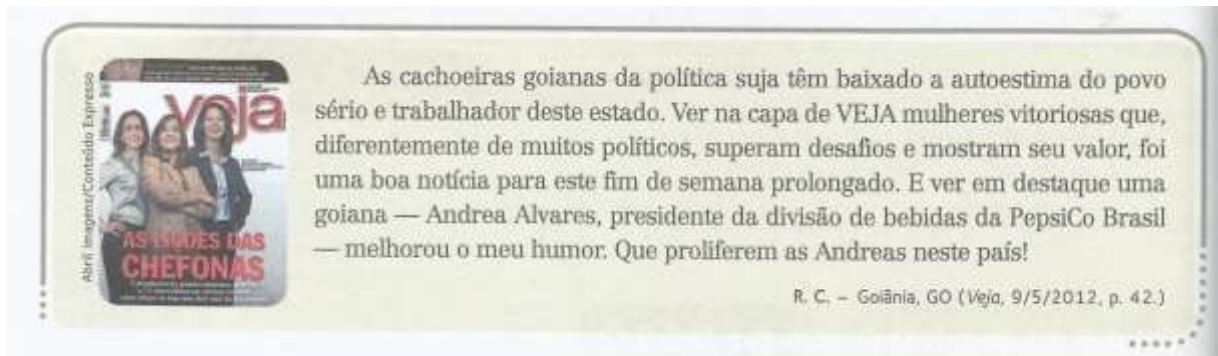 Abril Imagens/Conteúdo Expresso
veja
AS LIÇÕES DAS
CHEFONAS
As cachoeiras goianas da política suja têm baixado a autoestima do povo
sério e trabalhador deste estado. Ver na capa de VEJA mulheres vitoriosas que,
diferentemente de muitos políticos, superam desafios e mostram seu valor, foi
uma boa notícia para este fim de semana prolongado. E ver em destaque uma
goiana — Andrea Alvares, presidente da divisão de bebidas da PepsiCo Brasil
— melhorou o meu humor. Que proliferem as Andreas neste país!
R. C. – Goiânia, GO (Veja, 9/5/2012, p. 42.)